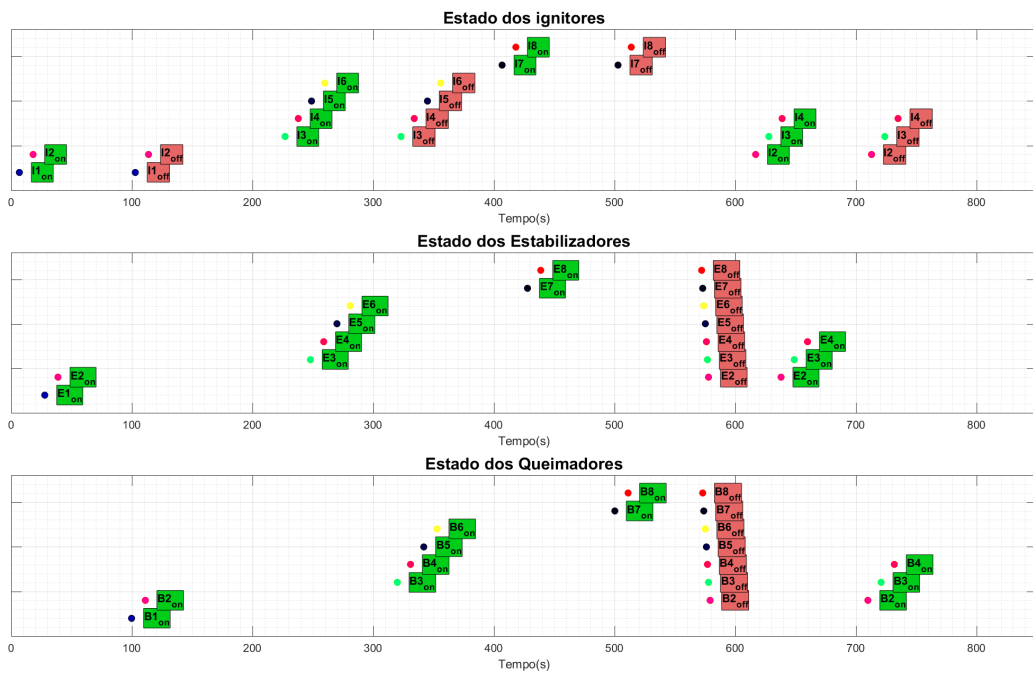 Estado dos ignitores
I8on I8off
I7on I7off
I6on I6off
I5on I5off
I4on I4off I4on I4off
I3on I3off I3on I3off
I2on I2off I2on I2off
I1on I1off
0 100 200 300 400 500 600 700 800
Tempo(s)
Estado dos Estabilizadores
E8on E8off
E7on E7off
E6on E6off
E5on E5off
E4on E4off E4on
E3on E3off E3on
E2on E2off E2on
E1on
0 100 200 300 400 500 600 700 800
Tempo(s)
Estado dos Queimadores
B8on B8off
B7on B7off
B6on B6off
B5on B5off
B4on B4off B4on
B3on B3off B3on
B2on B2off B2on
B1on
0 100 200 300 400 500 600 700 800
Tempo(s)